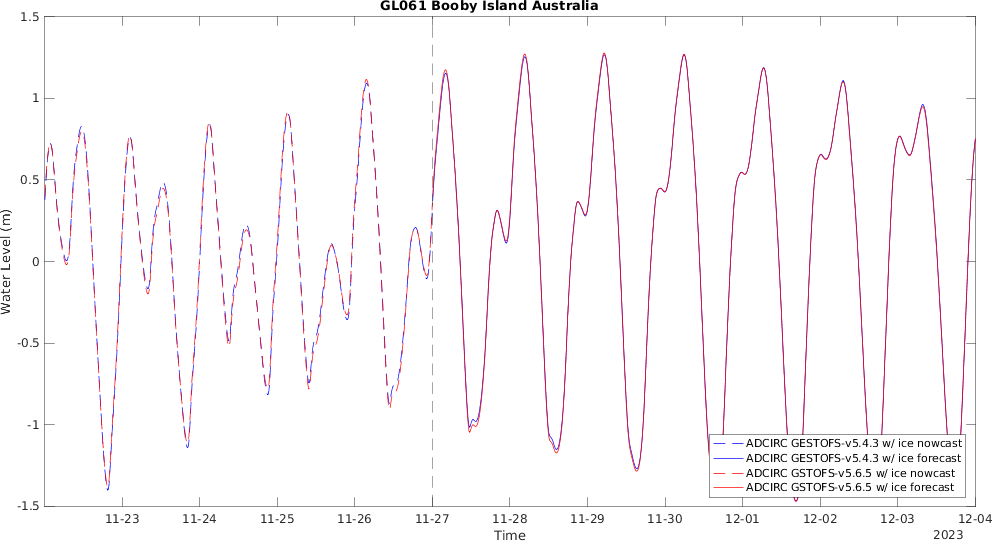 GL061 Booby Island Australia
1.5
1
0.5
0
-0.5
-1
-1.5
Water Level (m)
ADCIRC GESTOFS-v5.4.3 w/ ice nowcast
ADCIRC GESTOFS-v5.4.3 w/ ice forecast
ADCIRC GSTOFS-v5.6.5 w/ ice nowcast
ADCIRC GSTOFS-v5.6.5 w/ ice forecast
11-23 11-24 11-25 11-26 11-27 11-28 11-29 11-30 12-01 12-02 12-03 12-04
Time
2023